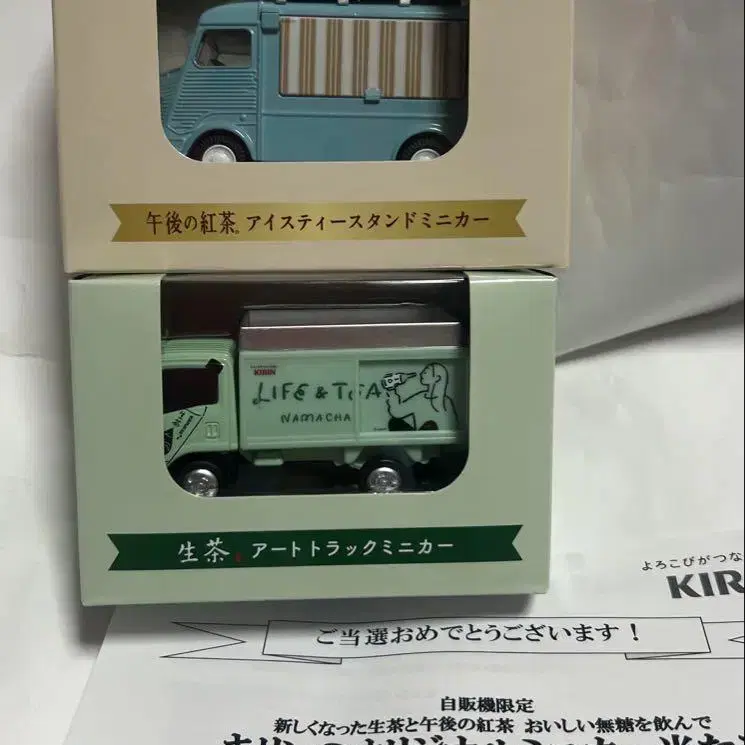 午後の紅茶® アイスティースタンドミニカー
KIRIN
LIFE & TEA
NAMACHA
生茶 アートトラックミニカー
よろこびがつな
KIR
ご当選おめでとうございます！
自販機限定
新しくなった生茶と午後の紅茶 おいしい無糖を飲んで